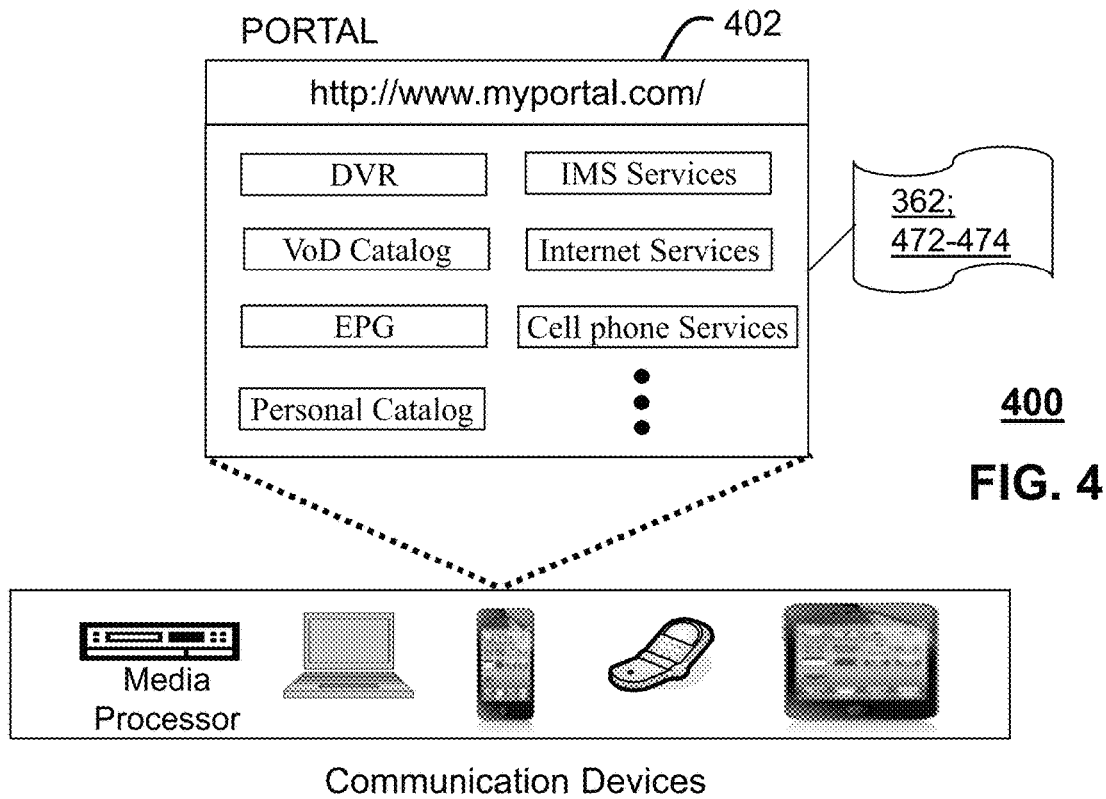 PORTAL
402
http://www.myportal.com/
DVR
IMS Services
VoD Catalog
Internet Services
EPG
Cell phone Services
Personal Catalog
362;
472-474
400
FIG. 4
Media
Processor
Communication Devices